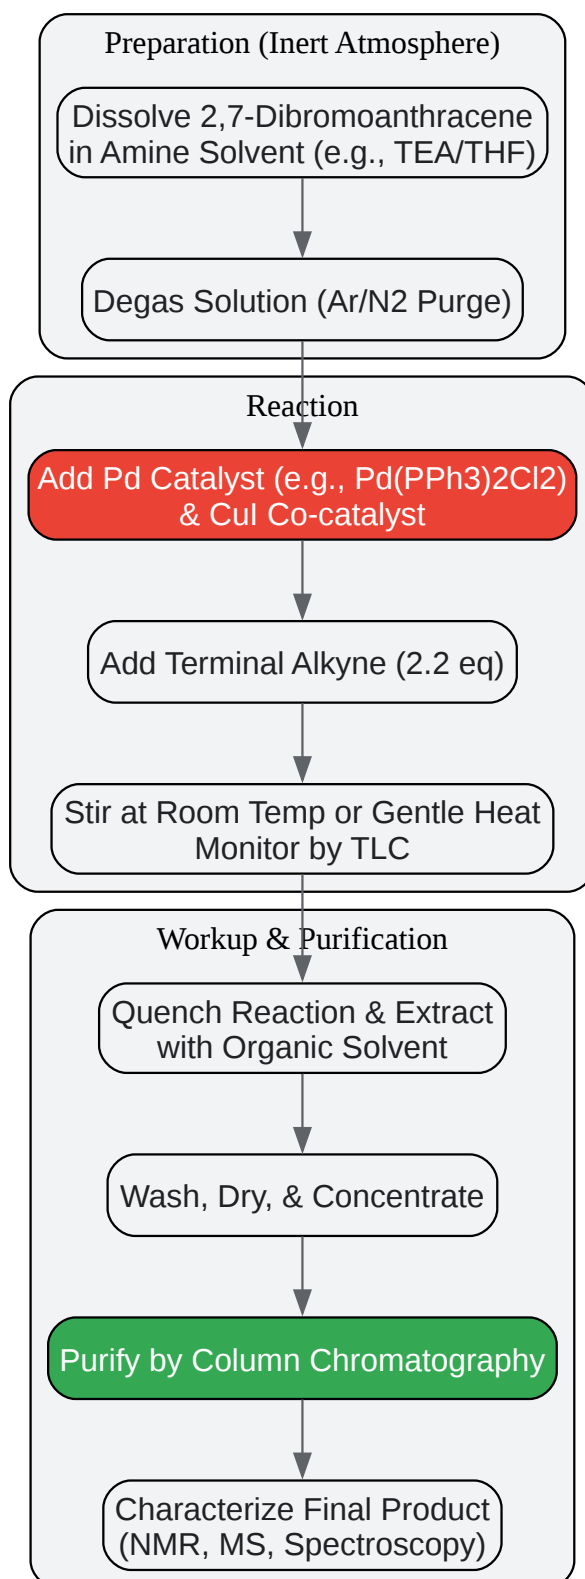 Preparation (Inert Atmosphere)
Dissolve 2,7-Dibromoanthracene
in Amine Solvent (e.g., TEA/THF)
Degas Solution (Ar/N2 Purge)
Reaction
Add Pd Catalyst (e.g., Pd(PPh3)2Cl2)
& CuI Co-catalyst
Add Terminal Alkyne (2.2 eq)
Stir at Room Temp or Gentle Heat
Monitor by TLC
Workup & Purification
Quench Reaction & Extract
with Organic Solvent
Wash, Dry, & Concentrate
Purify by Column Chromatography
Characterize Final Product
(NMR, MS, Spectroscopy)